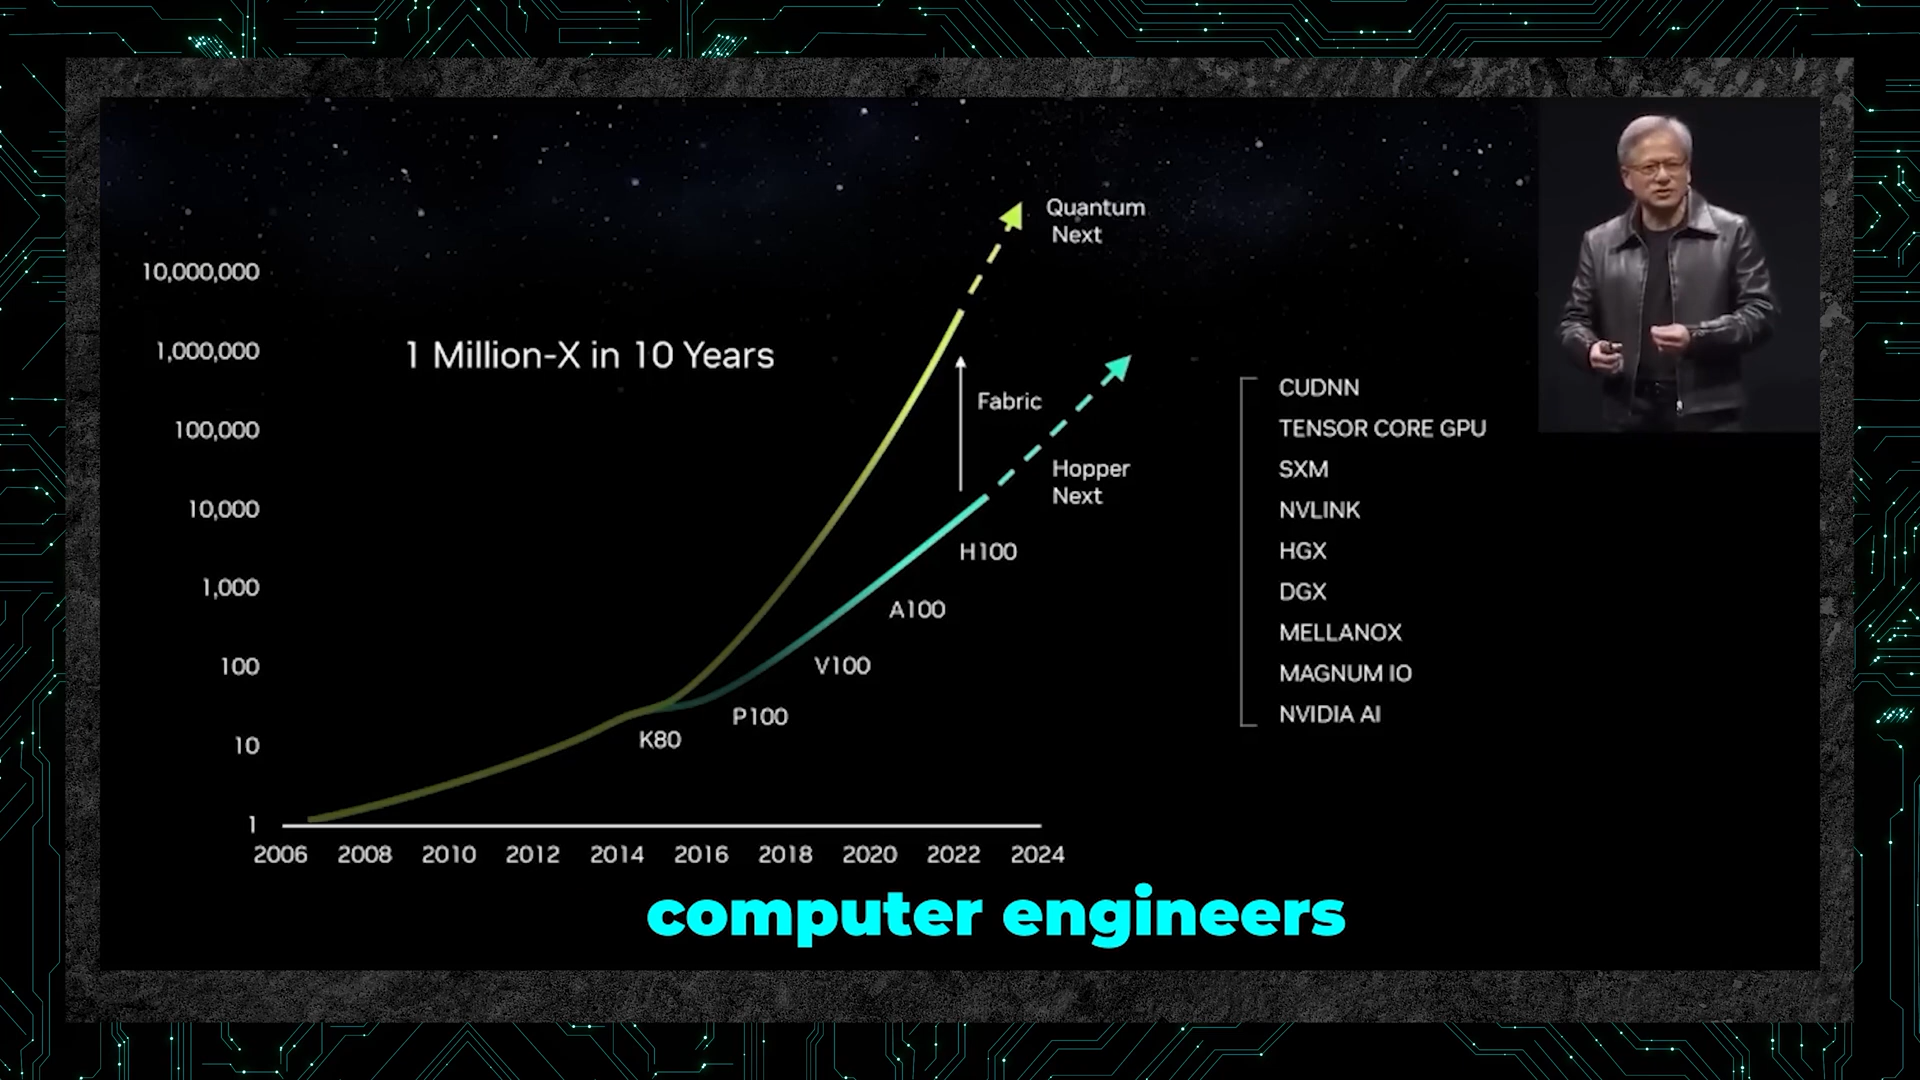 Quantum
Next
10,000,000
1,000,000
100,000
10,000
1,000
100
10
1
1 Million-X in 10 Years
Fabric
Hopper
Next
H100
A100
V100
P100
K80
2006 2008 2010 2012 2014 2016 2018 2020 2022 2024
CUDNN
TENSOR CORE GPU
SXM
NVLINK
HGX
DGX
MELLANOX
MAGNUM IO
NVIDIA AI
computer engineers